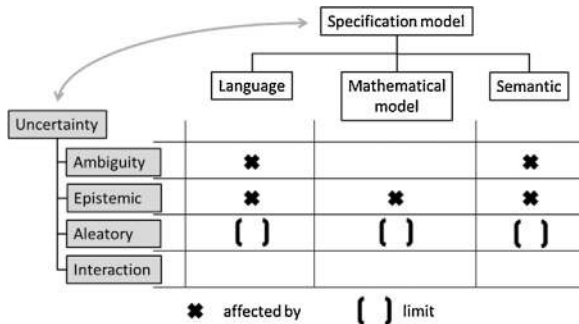 Specification model
Language
Mathematical
model
Semantic
Uncertainty
Ambiguity
✖ ✖
Epistemic
✖ ✖ ✖
Aleatory
( ) ( ) ( )
Interaction
✖ affected by ( ) limit